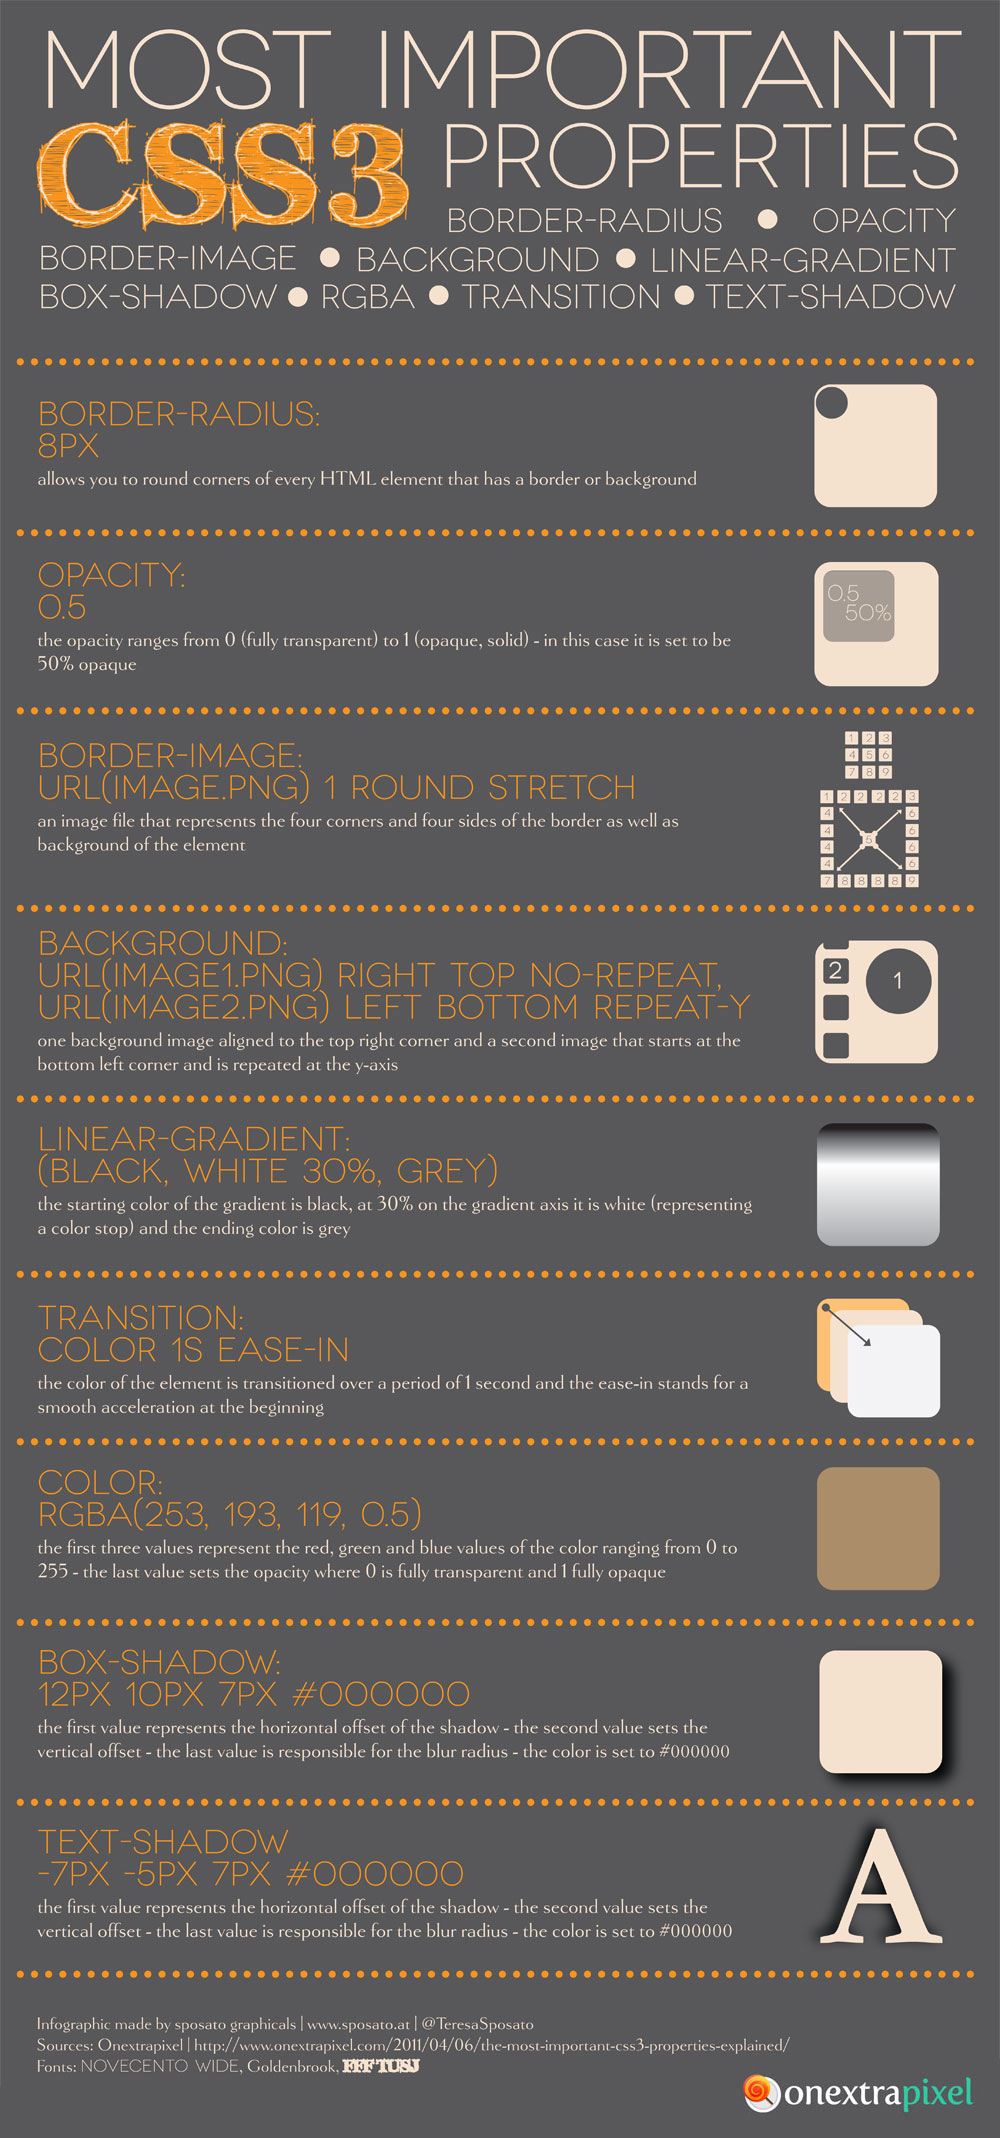 MOST IMPORTANT
CSS3 PROPERTIES
BORDER-RADIUS ● OPACITY
BORDER-IMAGE ● BACKGROUND ● LINEAR-GRADIENT
BOX-SHADOW ● RGBA ● TRANSITION ● TEXT-SHADOW
BORDER-RADIUS:
8PX
allows you to round corners of every HTML element that has a border or background
OPACITY:
0.5
the opacity ranges from 0 (fully transparent) to 1 (opaque, solid) - in this case it is set to be
50% opaque
0.5
50%
BORDER-IMAGE:
URL(IMAGE.PNG) 1 ROUND STRETCH
an image file that represents the four corners and four sides of the border as well as
background of the element
1 2 3
4 5 6
7 8 9
1 2 2 2 2 3
4 6
4 6
5
4 6
4 6
7 8 8 8 8 9
BACKGROUND:
URL(IMAGE1.PNG) RIGHT TOP NO-REPEAT,
URL(IMAGE2.PNG) LEFT BOTTOM REPEAT-Y
one background image aligned to the top right corner and a second image that starts at the
bottom left corner and is repeated at the y-axis
2 1
LINEAR-GRADIENT:
(BLACK, WHITE 30%, GREY)
the starting color of the gradient is black, at 30% on the gradient axis it is white (representing
a color stop) and the ending color is grey
TRANSITION:
COLOR 1S EASE-IN
the color of the element is transitioned over a period of 1 second and the ease-in stands for a
smooth acceleration at the beginning
COLOR:
RGBA(253, 193, 119, 0.5)
the first three values represent the red, green and blue values of the color ranging from 0 to
255 - the last value sets the opacity where 0 is fully transparent and 1 fully opaque
BOX-SHADOW:
12PX 10PX 7PX #000000
the first value represents the horizontal offset of the shadow - the second value sets the
vertical offset - the last value is responsible for the blur radius - the color is set to #000000
TEXT-SHADOW
-7PX -5PX 7PX #000000
the first value represents the horizontal offset of the shadow - the second value sets the
vertical offset - the last value is responsible for the blur radius - the color is set to #000000
A
Infographic made by sposato graphicals | www.sposato.at | @TeresaSposato
Sources: Onextrapixel | http://www.onextrapixel.com/2011/04/06/the-most-important-css3-properties-explained/
Fonts: NOVECENTO WIDE, Goldenbrook, FFF TUSJ
onextrapixel